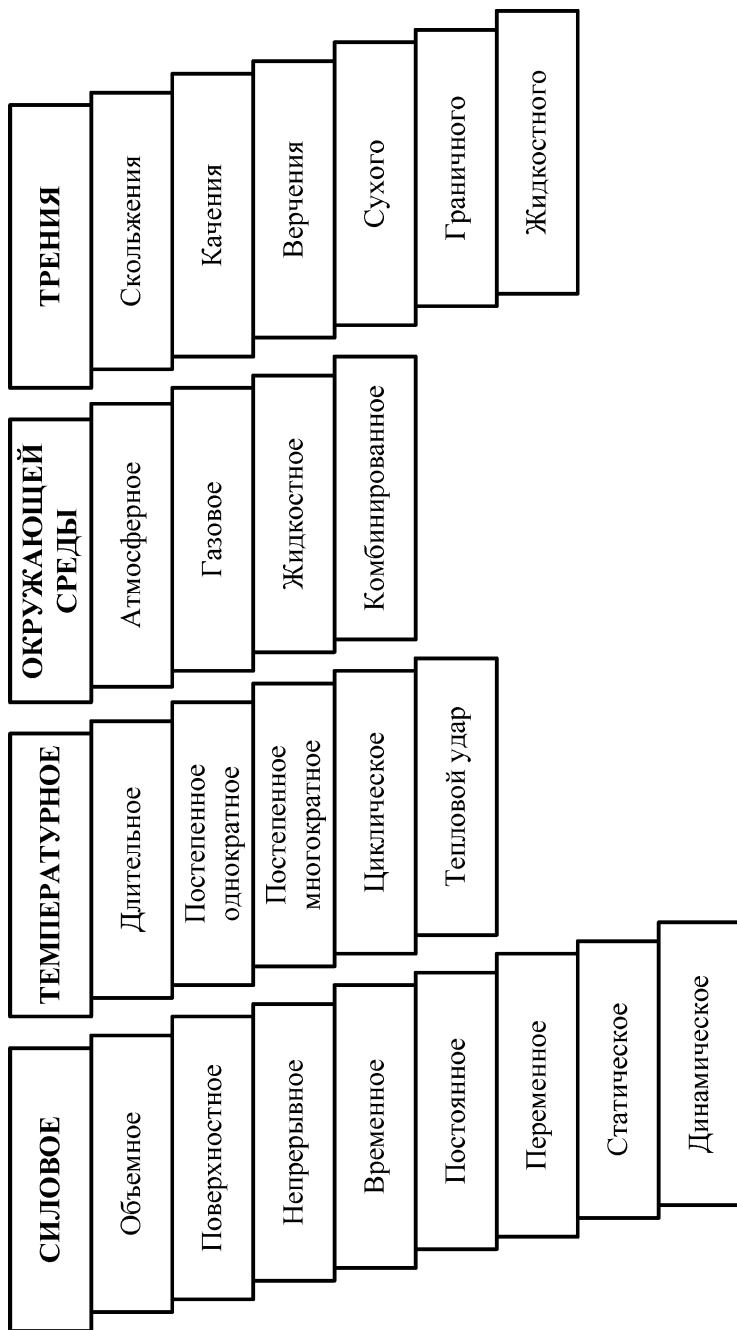 СИЛОВОЕ
Объемное
Поверхностное
Непрерывное
Временное
Постоянное
Переменное
Статическое
Динамическое
ТЕМПЕРАТУРНОЕ
Длительное
Постепенное
однократное
Постепенное
многократное
Циклическое
Тепловой удар
ОКРУЖАЮЩЕЙ
СРЕДЫ
Атмосферное
Газовое
Жидкостное
Комбинированное
ТРЕНИЯ
Скольжения
Качения
Верчения
Сухого
Граничного
Жидкостного